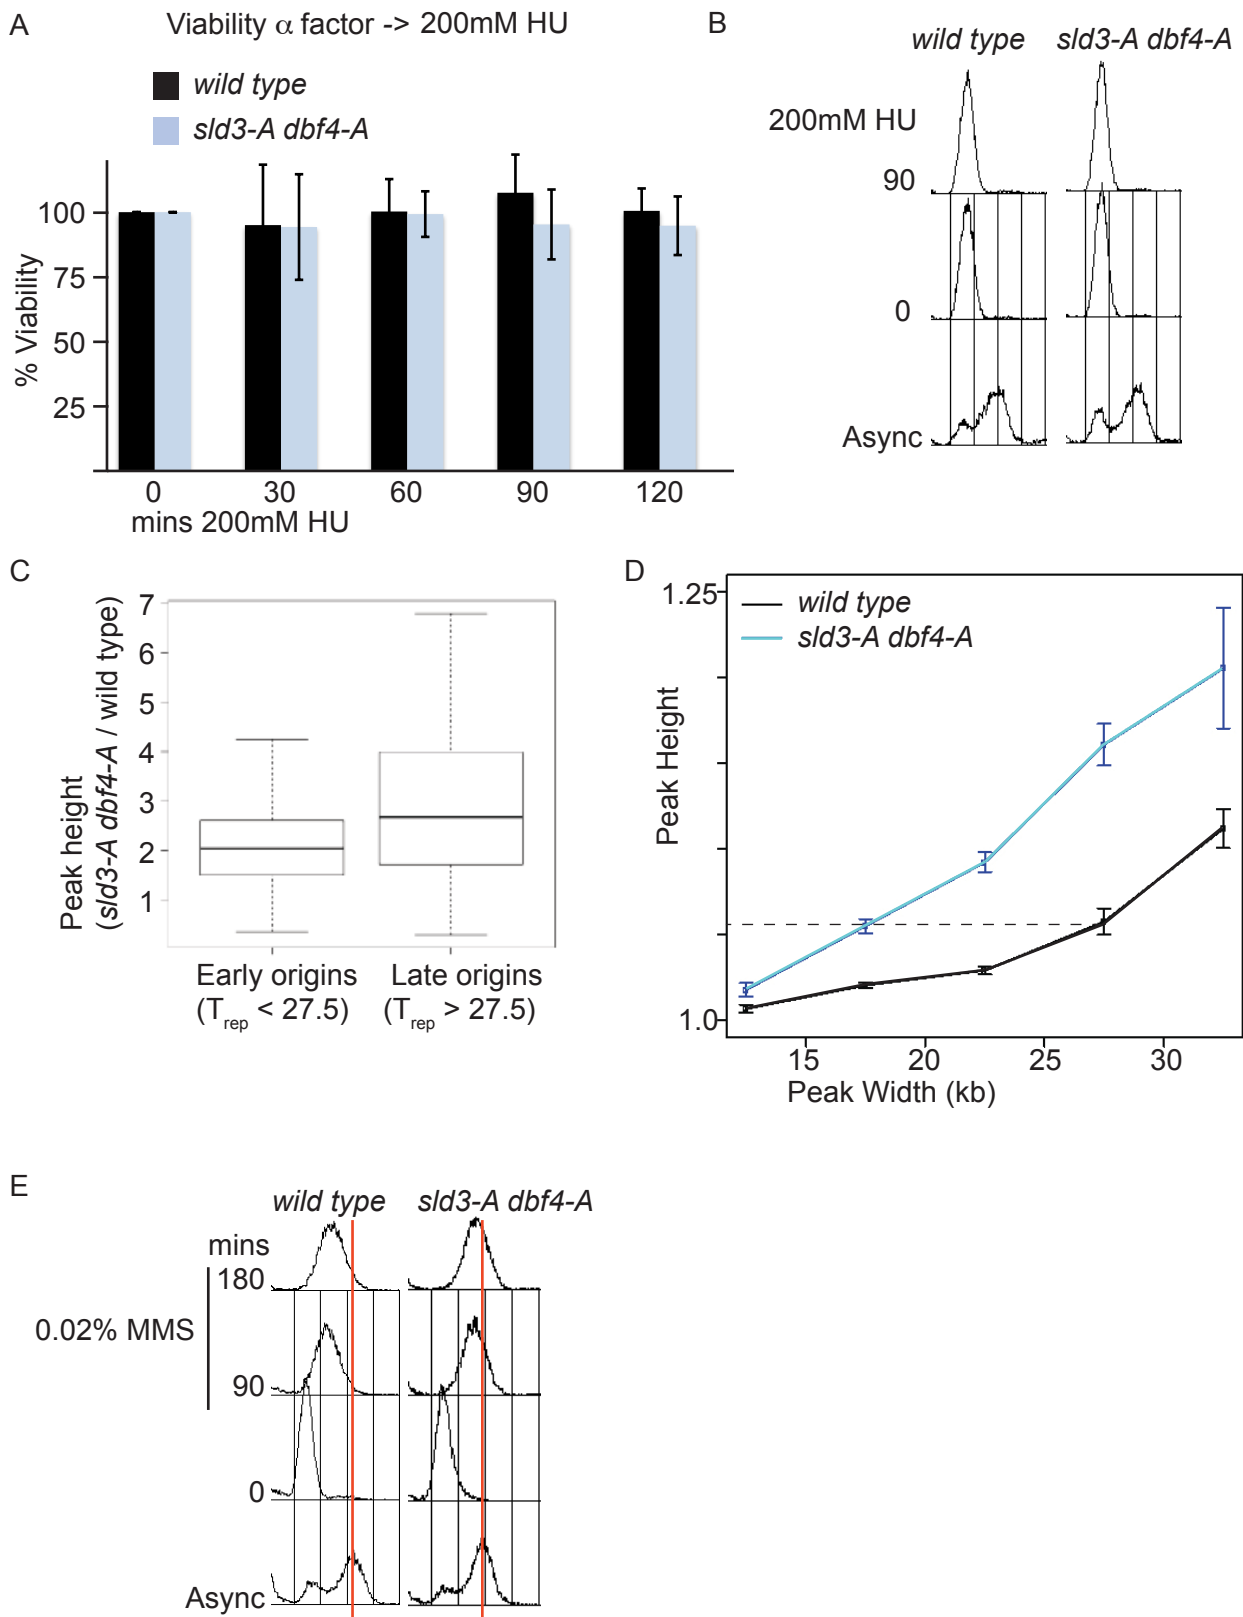 A
Viability α factor -> 200mM HU
wild type
sld3-A dbf4-A
% Viability
100
75
50
25
0 30 60 90 120
mins 200mM HU
B
wild type sld3-A dbf4-A
200mM HU
90
0
Async
C
Peak height
(sld3-A dbf4-A / wild type)
7
6
5
4
3
2
1
Early origins Late origins
(Trep < 27.5) (Trep > 27.5)
D
wild type
sld3-A dbf4-A
Peak Height
1.25
1.0
15 20 25 30
Peak Width (kb)
E
wild type sld3-A dbf4-A
mins
180
0.02% MMS
90
0
Async